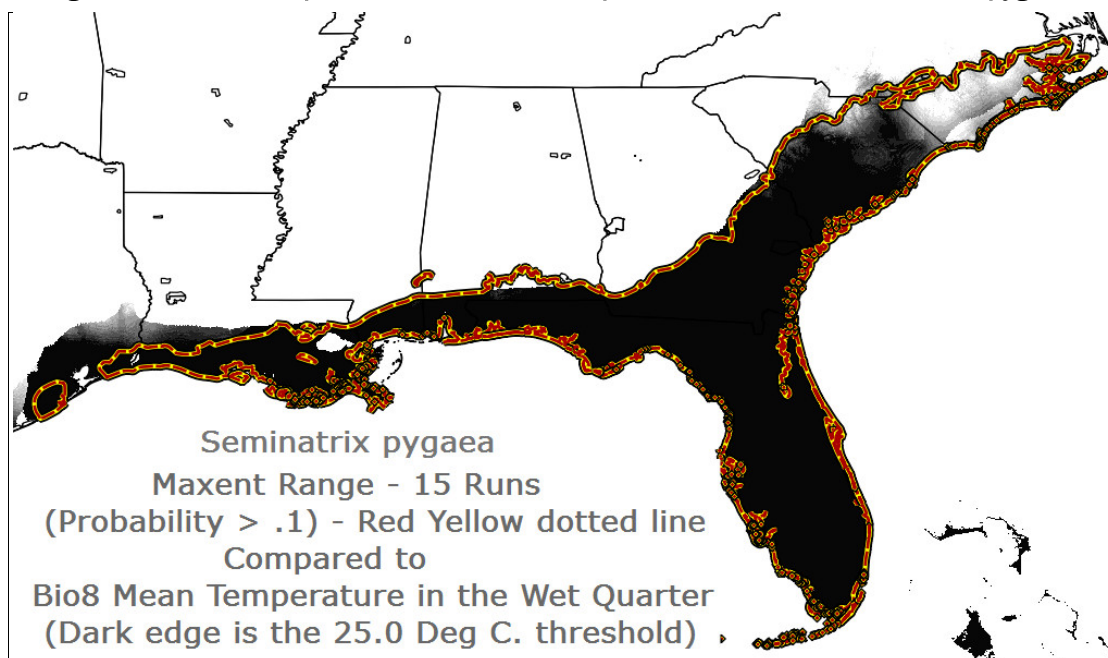 Seminatrix pygaea
Maxent Range - 15 Runs
(Probability > .1) - Red Yellow dotted line
Compared to
Bio8 Mean Temperature in the Wet Quarter
(Dark edge is the 25.0 Deg C. threshold)